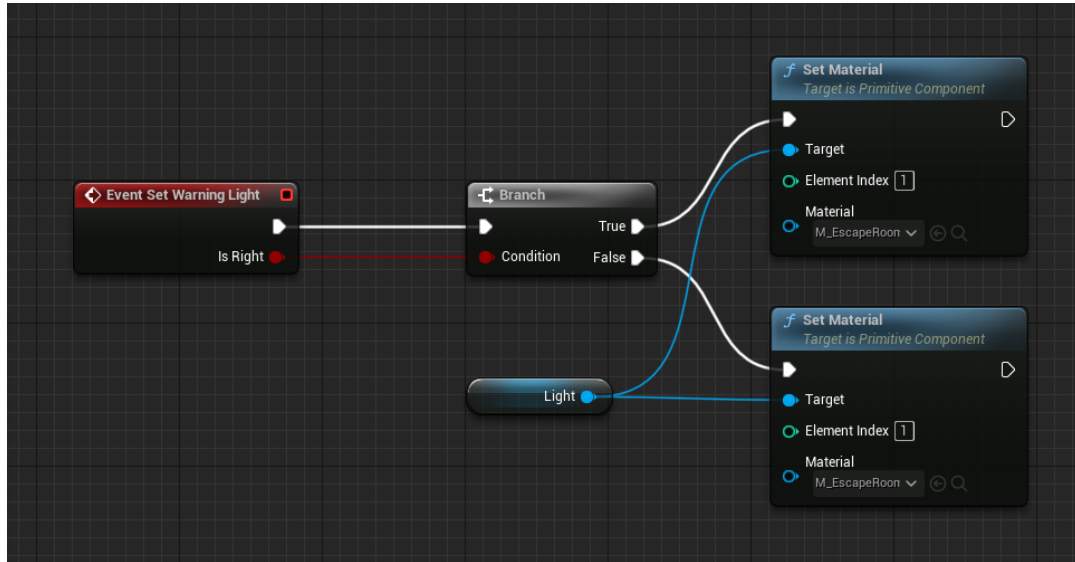 Event Set Warning Light
Is Right
Branch
True
Condition
False
Light
Set Material
Target is Primitive Component
Target
Element Index 1
Material
M_EscapeRoon
Set Material
Target is Primitive Component
Target
Element Index 1
Material
M_EscapeRoon